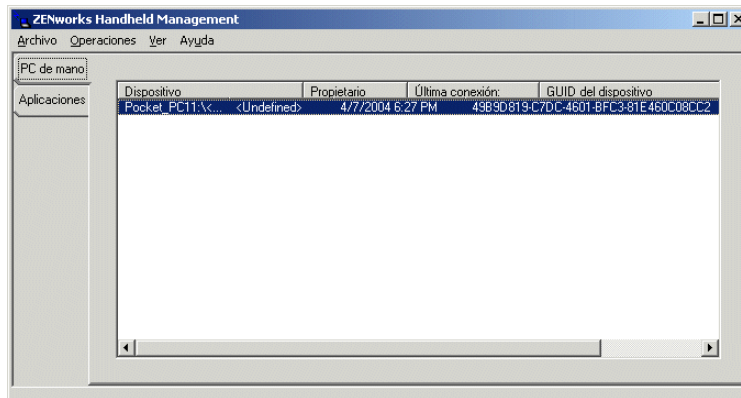 ZENworks Handheld Management
Archivo Operaciones Ver Ayuda
PC de mano
Aplicaciones
Dispositivo Propietario Última conexión: GUID del dispositivo
Pocket_PC11:\<... <Undefined> 4/7/2004 6:27 PM 49B9D819-C7DC-4601-BFC3-81E460C08CC2